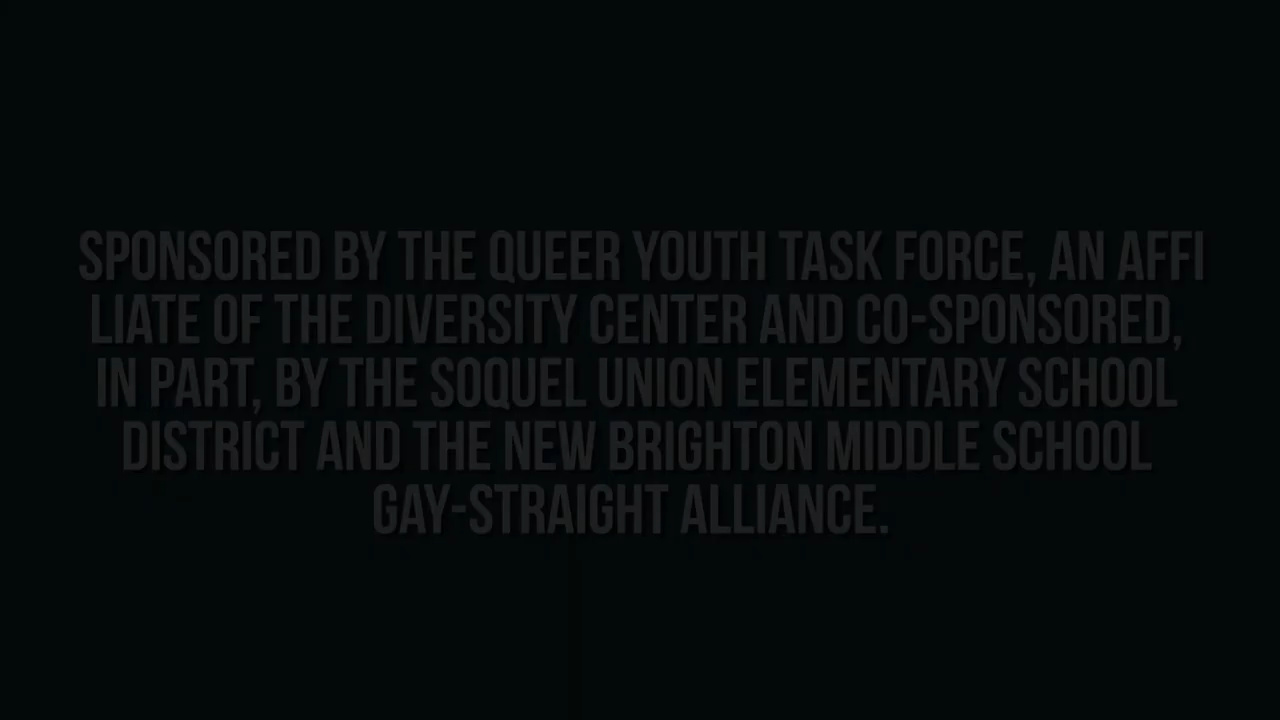 SPONSORED BY THE QUEER YOUTH TASK FORCE, AN AFFI
LIATE OF THE DIVERSITY CENTER AND CO-SPONSORED,
IN PART, BY THE SOQUEL UNION ELEMENTARY SCHOOL
DISTRICT AND THE NEW BRIGHTON MIDDLE SCHOOL
GAY-STRAIGHT ALLIANCE.